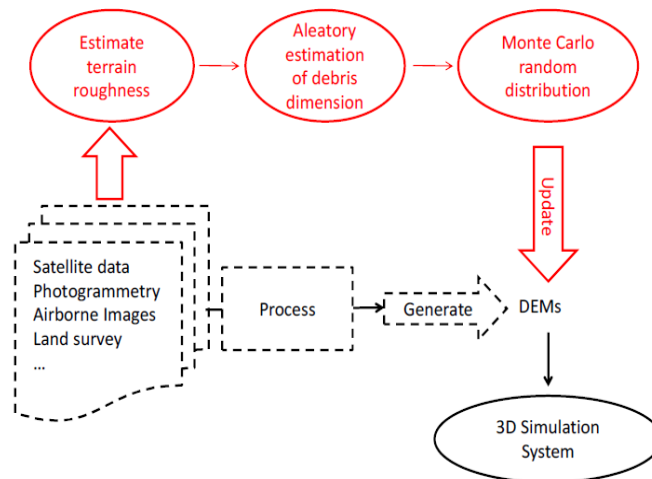 Estimate
terrain
roughness
Aleatory
estimation
of debris
dimension
Monte Carlo
random
distribution
Update
Satellite data
Photogrammetry
Airborne Images
Land survey
...
Process
Generate
DEMs
3D Simulation
System